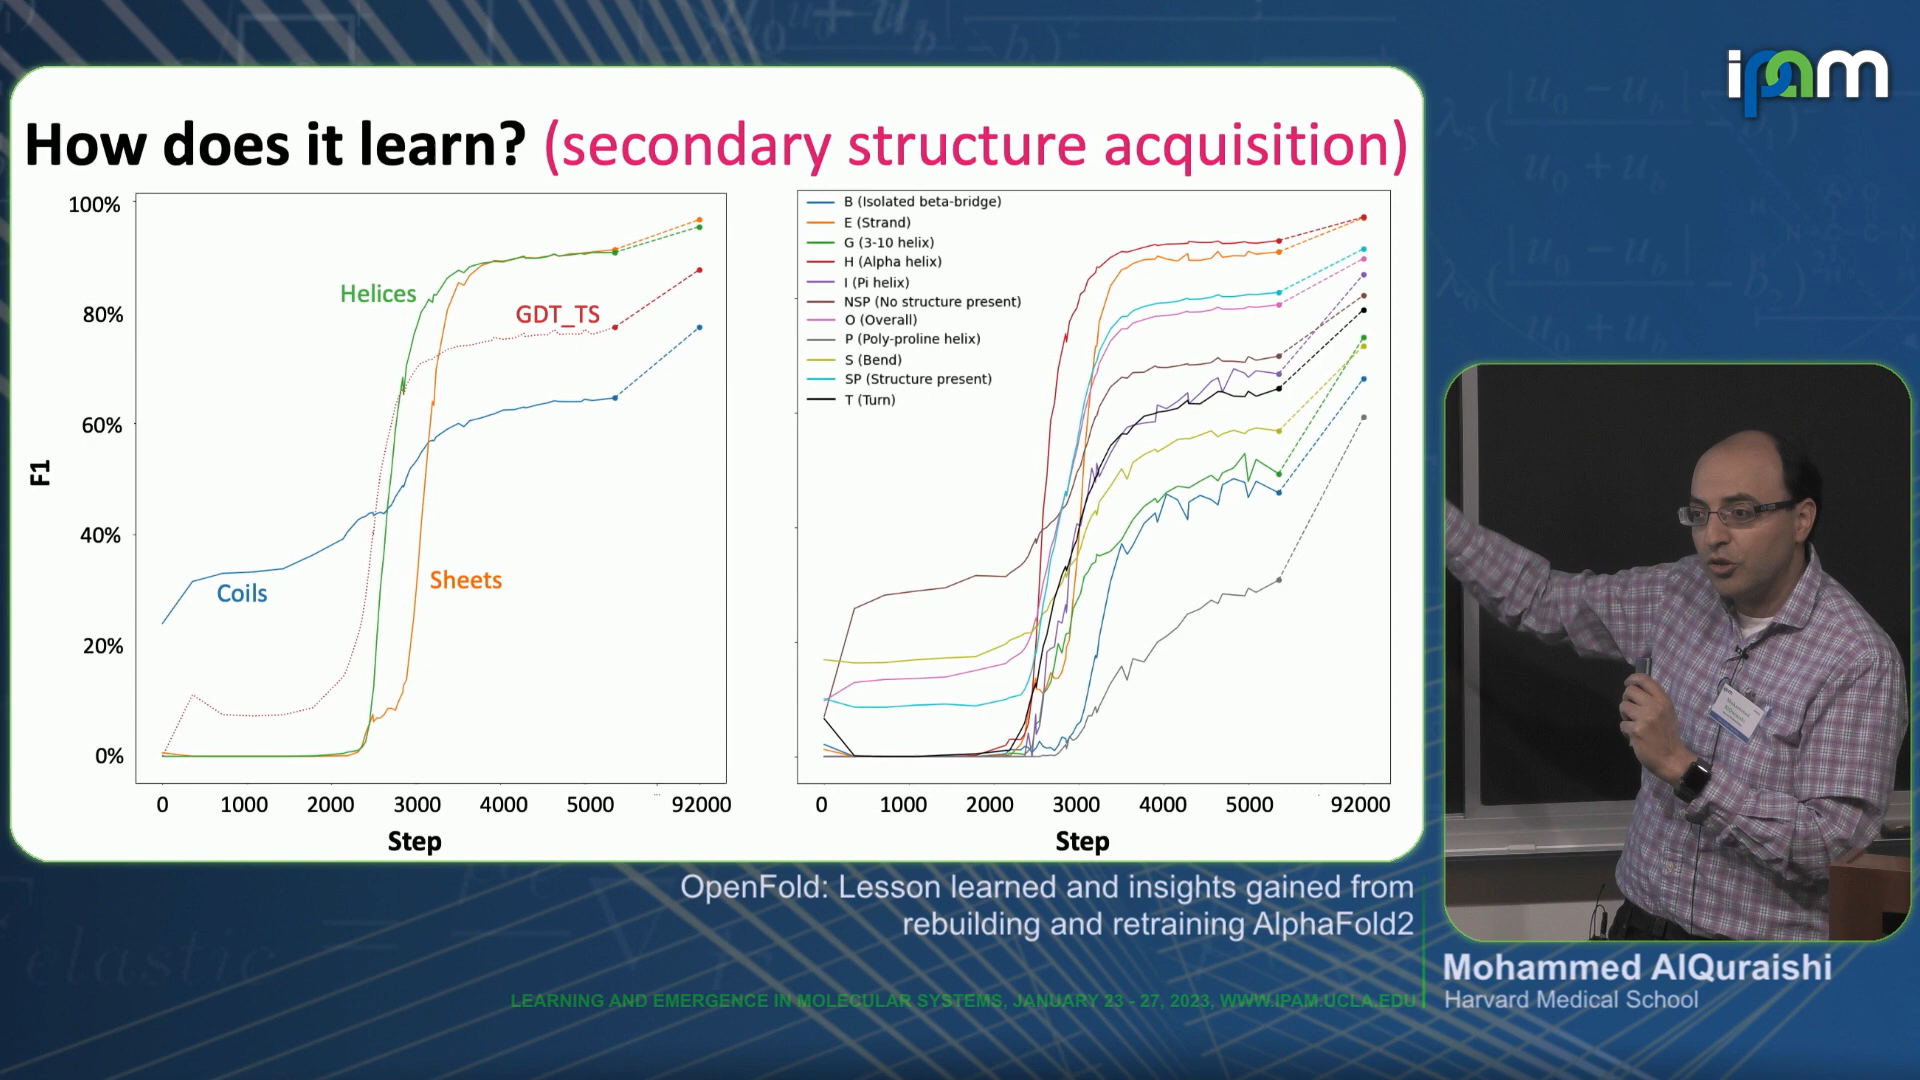 ipam
How does it learn? (secondary structure acquisition)
100%
80%
60%
40%
20%
0%
F1
Helices
GDT_TS
Coils
Sheets
0 1000 2000 3000 4000 5000 ... 92000
Step
B (Isolated beta-bridge)
E (Strand)
G (3-10 helix)
H (Alpha helix)
I (Pi helix)
NSP (No structure present)
O (Overall)
P (Poly-proline helix)
S (Bend)
SP (Structure present)
T (Turn)
0 1000 2000 3000 4000 5000 92000
Step
OpenFold: Lesson learned and insights gained from
rebuilding and retraining AlphaFold2
Mohammed AlQuraishi
Harvard Medical School
LEARNING AND EMERGENCE IN MOLECULAR SYSTEMS, JANUARY 23 - 27, 2023, WWW.IPAM.UCLA.EDU
elastic
Mohammed
AlQuraishi